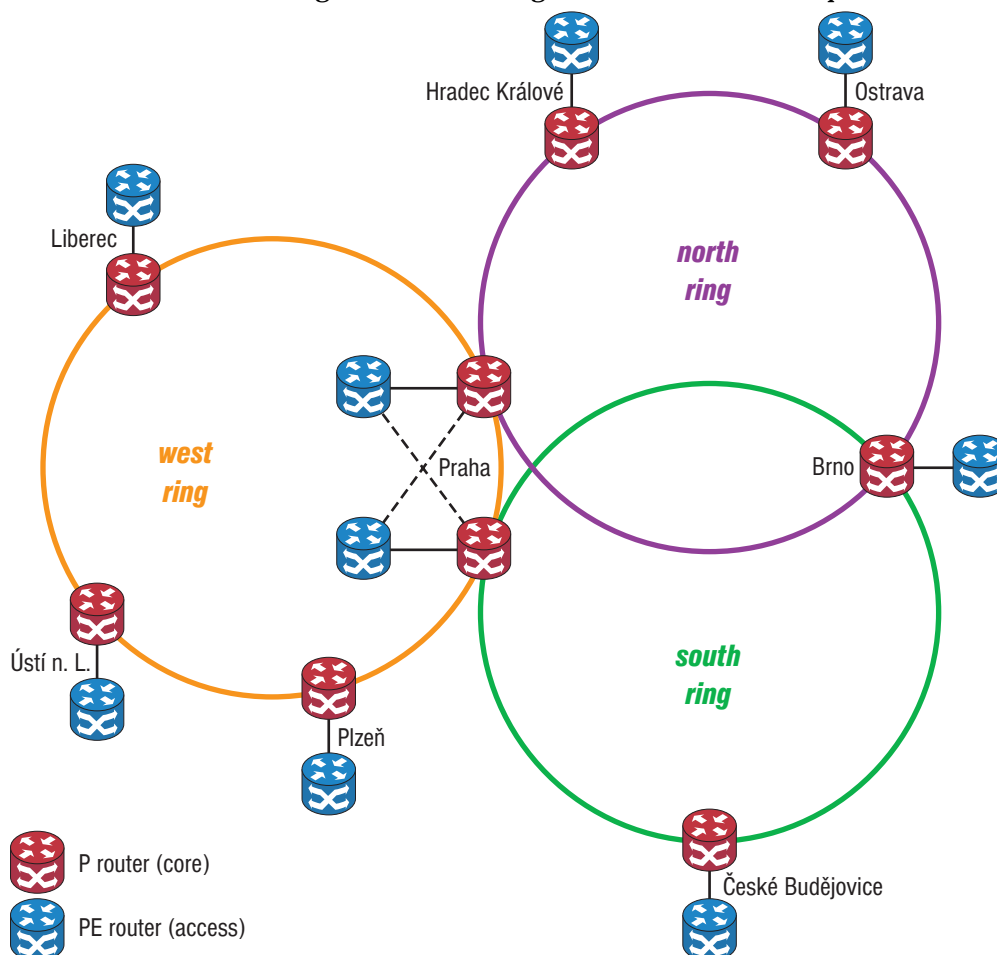 Hradec Králové
Ostrava
Liberec
north
ring
west
ring
Praha
Brno
Ústí n. L.
south
ring
Plzeň
P router (core)
České Budějovice
PE router (access)